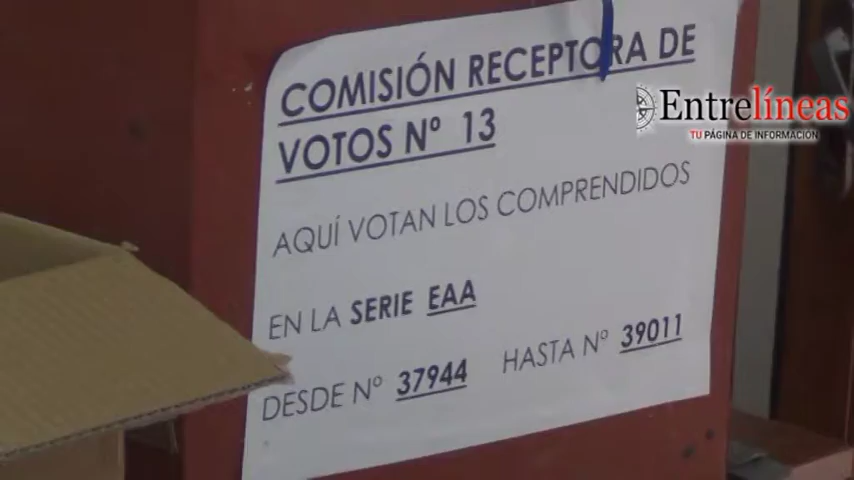 COMISIÓN RECEPTORA DE
VOTOS Nº 13
AQUÍ VOTAN LOS COMPRENDIDOS
EN LA SERIE EAA
DESDE Nº 37944 HASTA Nº 39011
Entrelíneas
TU PÁGINA DE INFORMACIÓN